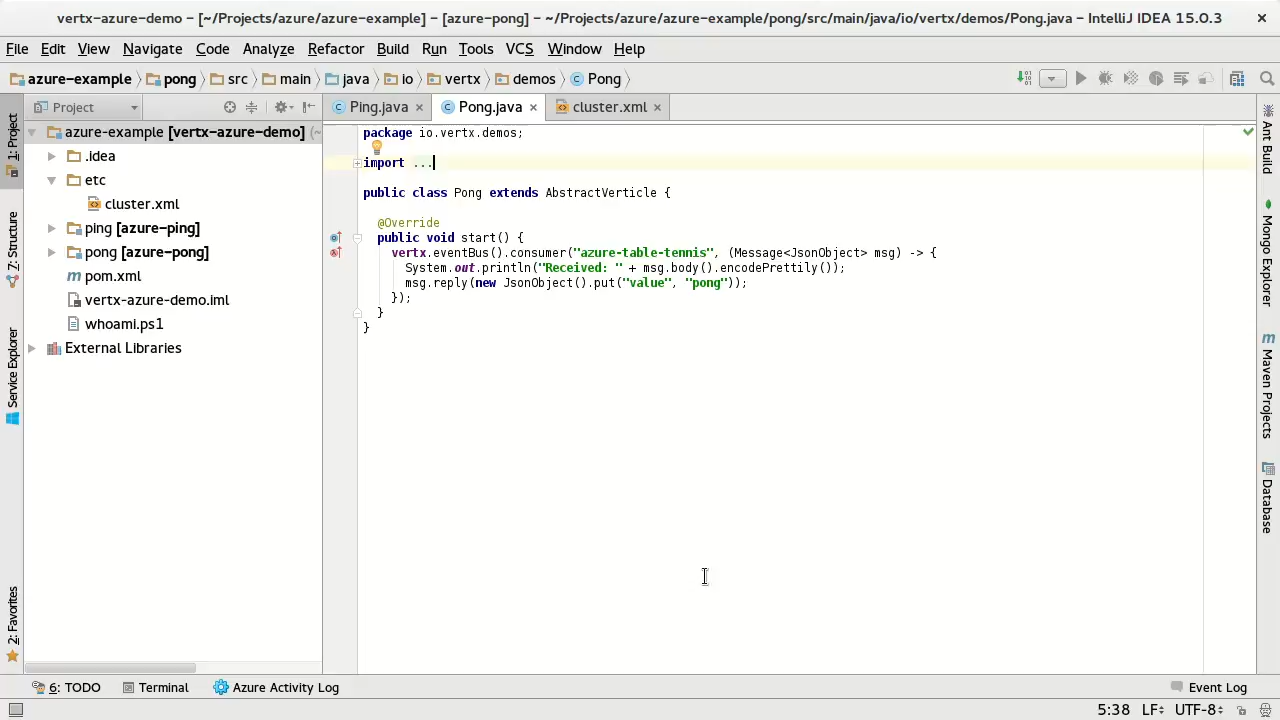 vertx-azure-demo – [~/Projects/azure/azure-example] – [azure-pong] – ~/Projects/azure/azure-example/pong/src/main/java/io/vertx/demos/Pong.java – IntelliJ IDEA 15.0.3
File Edit View Navigate Code Analyze Refactor Build Run Tools VCS Window Help
azure-example pong src main java io vertx demos Pong
Project
Ping.java Pong.java cluster.xml
1: Project
Z: Structure
Service Explorer
2: Favorites
azure-example [vertx-azure-demo] (~
.idea
etc
cluster.xml
ping [azure-ping]
pong [azure-pong]
pom.xml
vertx-azure-demo.iml
whoami.ps1
External Libraries
package io.vertx.demos;
import ...
public class Pong extends AbstractVerticle {
@Override
public void start() {
vertx.eventBus().consumer("azure-table-tennis", (Message<JsonObject> msg) -> {
System.out.println("Received: " + msg.body().encodePrettily());
msg.reply(new JsonObject().put("value", "pong"));
});
}
}
Ant Build
Mongo Explorer
Maven Projects
Database
6: TODO Terminal Azure Activity Log Event Log
5:38 LF UTF-8